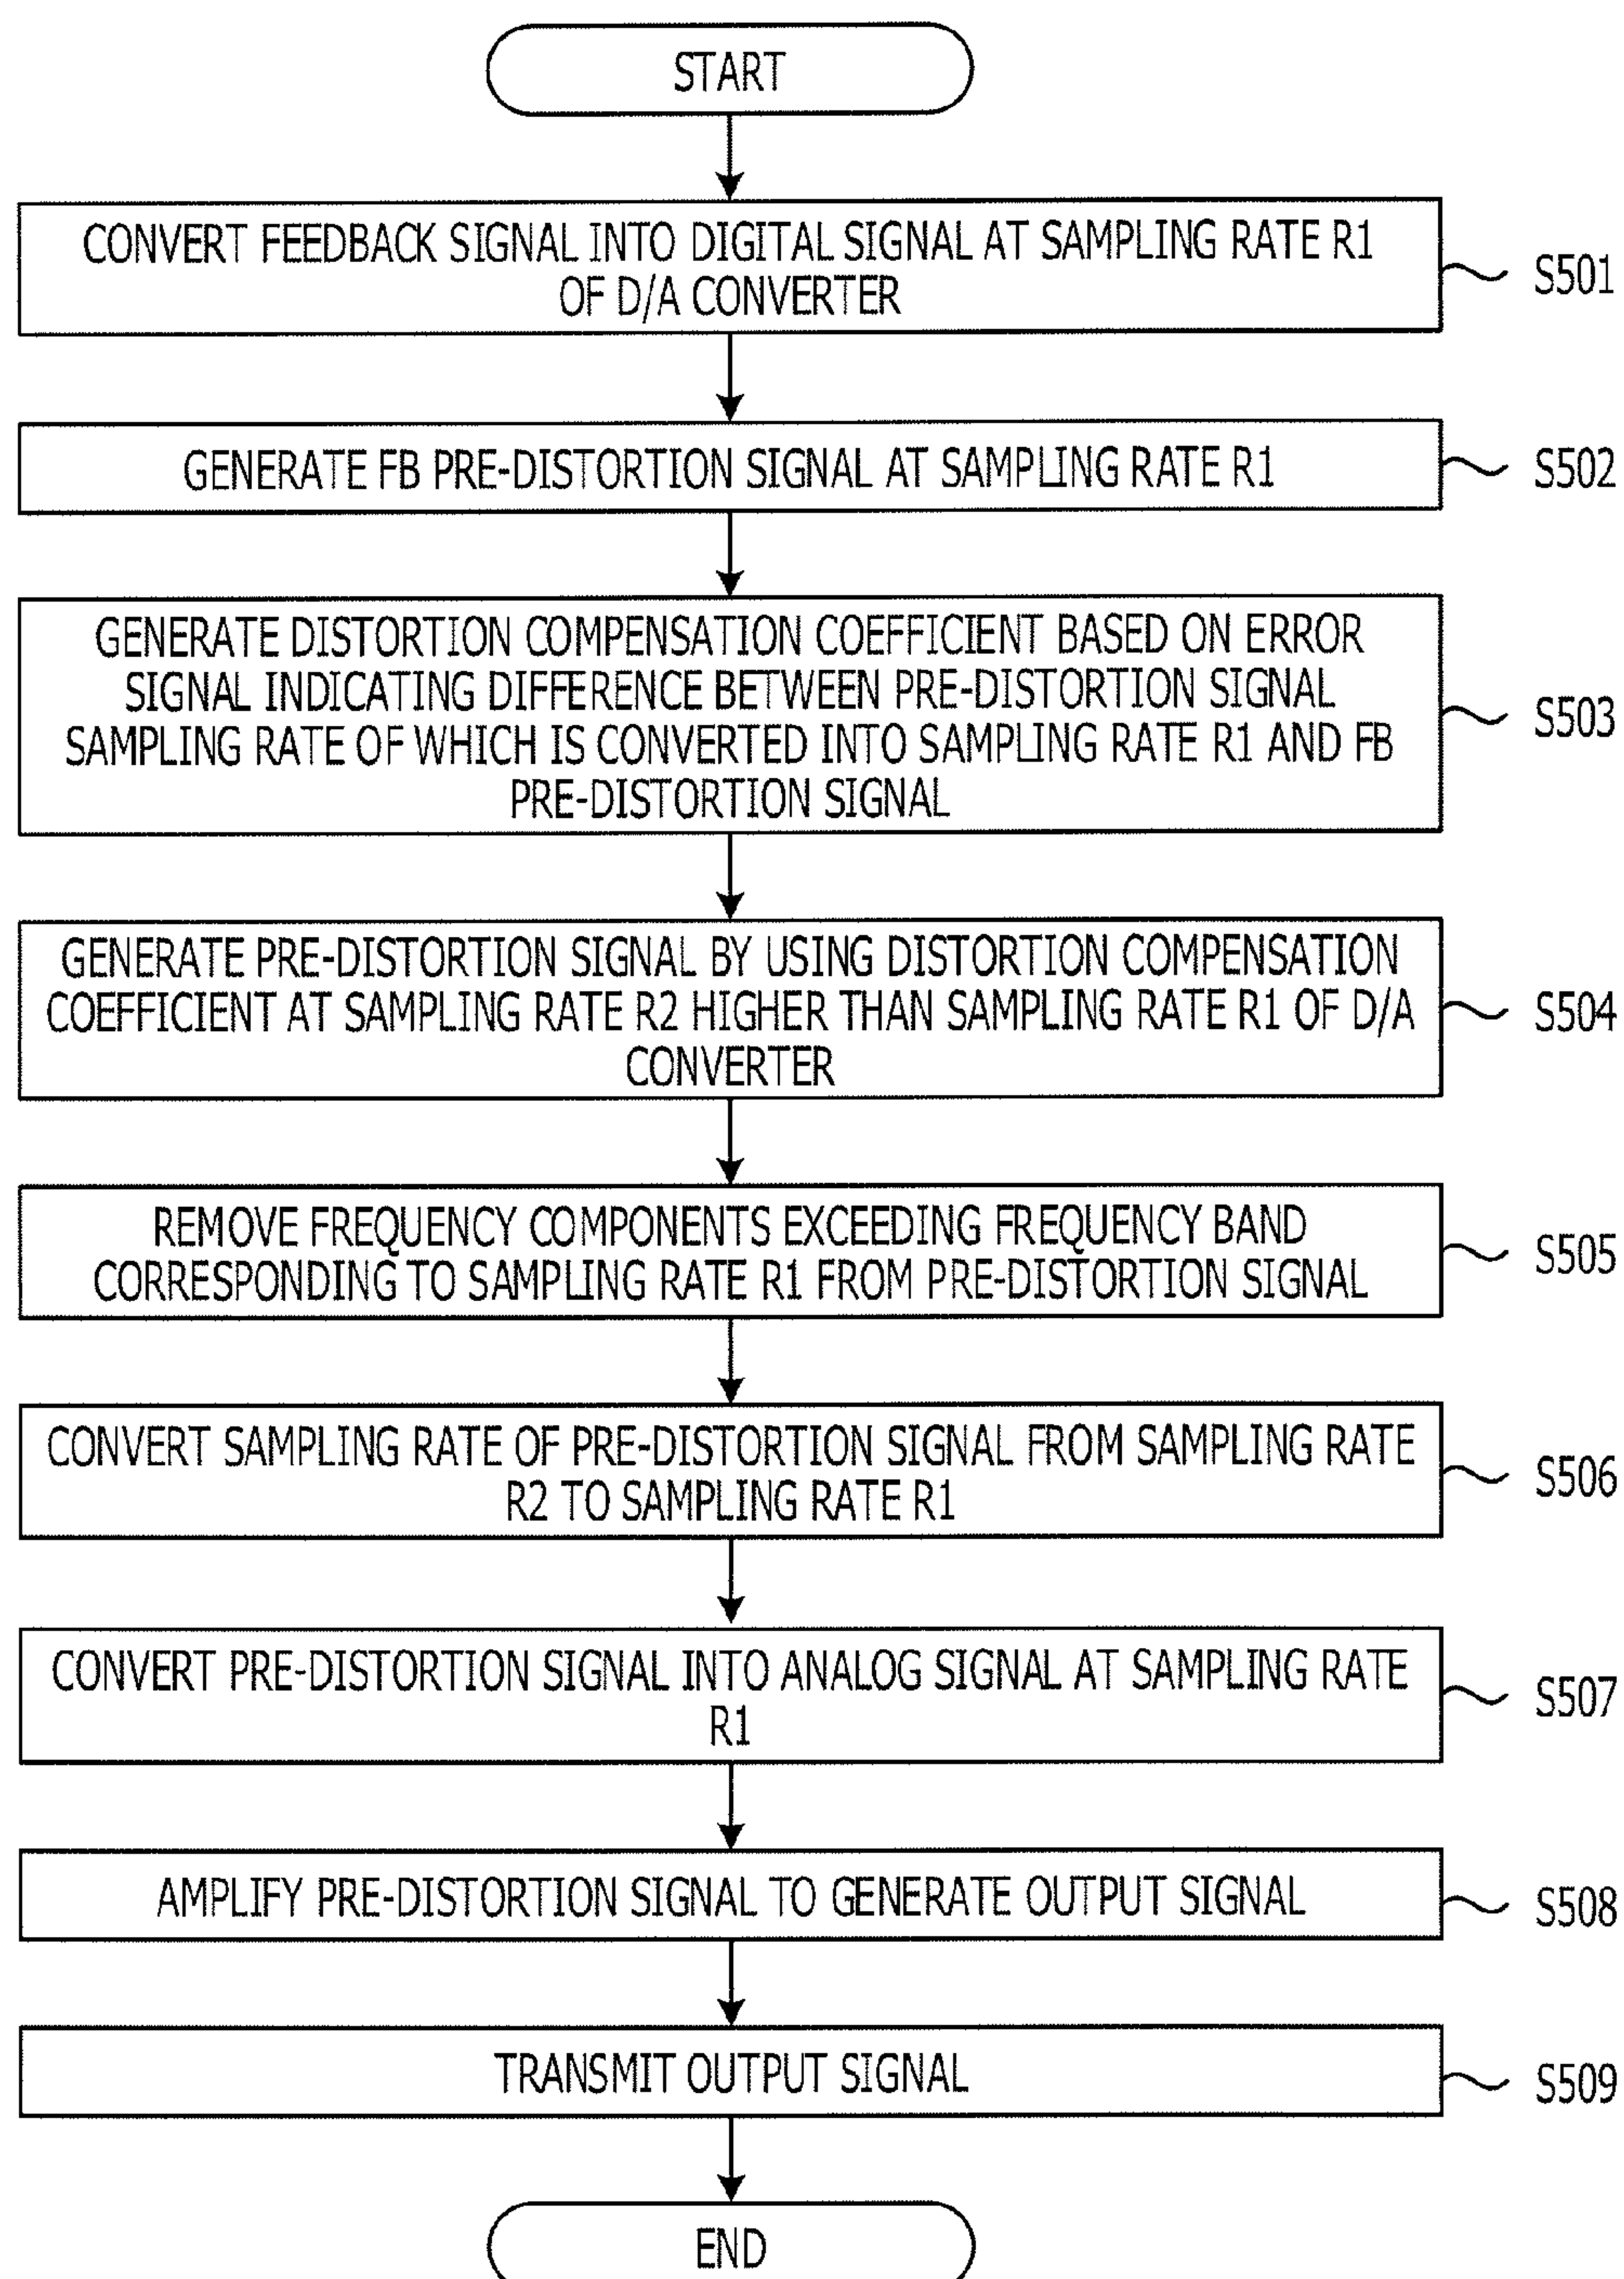 START
CONVERT FEEDBACK SIGNAL INTO DIGITAL SIGNAL AT SAMPLING RATE R1
OF D/A CONVERTER
S501
GENERATE FB PRE-DISTORTION SIGNAL AT SAMPLING RATE R1
S502
GENERATE DISTORTION COMPENSATION COEFFICIENT BASED ON ERROR
SIGNAL INDICATING DIFFERENCE BETWEEN PRE-DISTORTION SIGNAL
SAMPLING RATE OF WHICH IS CONVERTED INTO SAMPLING RATE R1 AND FB
PRE-DISTORTION SIGNAL
S503
GENERATE PRE-DISTORTION SIGNAL BY USING DISTORTION COMPENSATION
COEFFICIENT AT SAMPLING RATE R2 HIGHER THAN SAMPLING RATE R1 OF D/A
CONVERTER
S504
REMOVE FREQUENCY COMPONENTS EXCEEDING FREQUENCY BAND
CORRESPONDING TO SAMPLING RATE R1 FROM PRE-DISTORTION SIGNAL
S505
CONVERT SAMPLING RATE OF PRE-DISTORTION SIGNAL FROM SAMPLING RATE
R2 TO SAMPLING RATE R1
S506
CONVERT PRE-DISTORTION SIGNAL INTO ANALOG SIGNAL AT SAMPLING RATE
R1
S507
AMPLIFY PRE-DISTORTION SIGNAL TO GENERATE OUTPUT SIGNAL
S508
TRANSMIT OUTPUT SIGNAL
S509
END